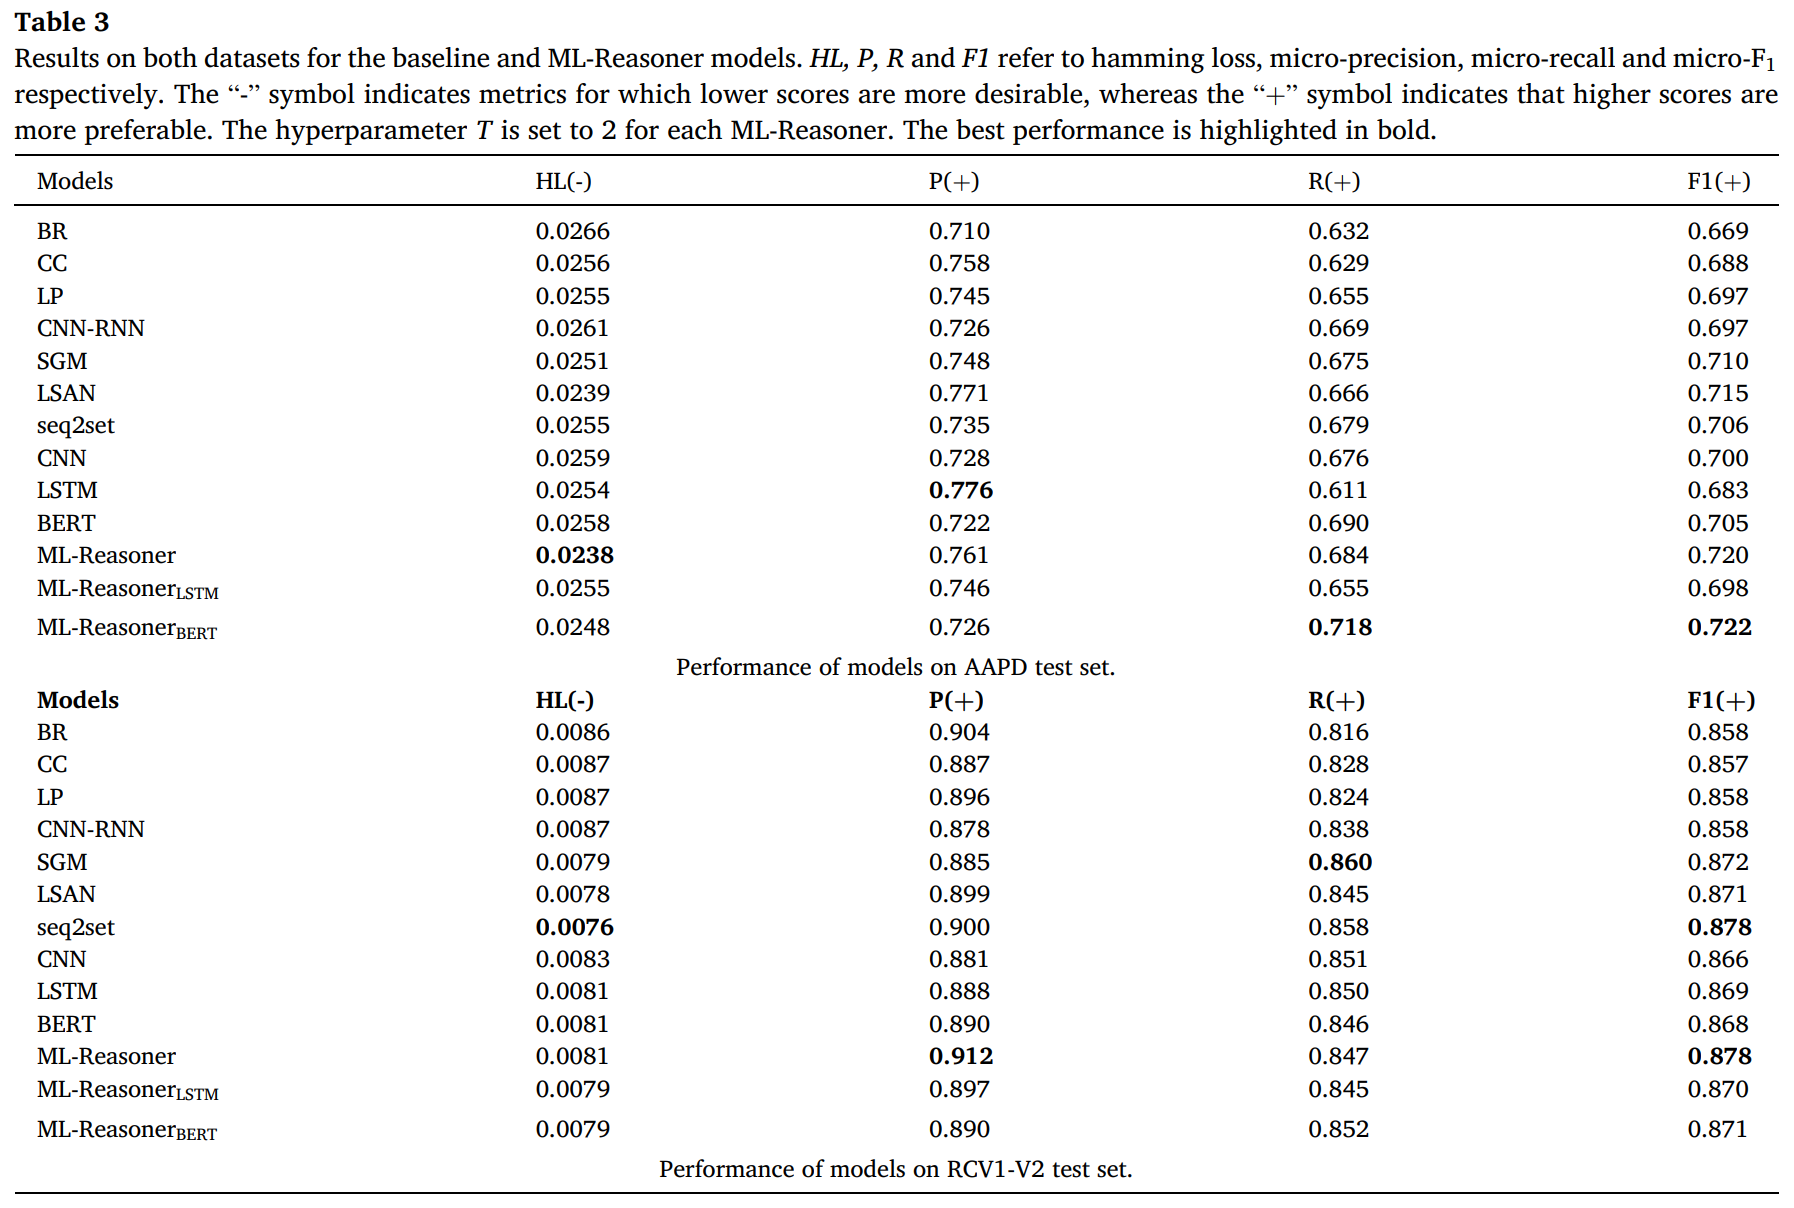 Table 3
Results on both datasets for the baseline and ML-Reasoner models. HL, P, R and F1 refer to hamming loss, micro-precision, micro-recall and micro-F1
respectively. The “-” symbol indicates metrics for which lower scores are more desirable, whereas the “+” symbol indicates that higher scores are
more preferable. The hyperparameter T is set to 2 for each ML-Reasoner. The best performance is highlighted in bold.
Models HL(-) P(+) R(+) F1(+)
BR 0.0266 0.710 0.632 0.669
CC 0.0256 0.758 0.629 0.688
LP 0.0255 0.745 0.655 0.697
CNN-RNN 0.0261 0.726 0.669 0.697
SGM 0.0251 0.748 0.675 0.710
LSAN 0.0239 0.771 0.666 0.715
seq2set 0.0255 0.735 0.679 0.706
CNN 0.0259 0.728 0.676 0.700
LSTM 0.0254 0.776 0.611 0.683
BERT 0.0258 0.722 0.690 0.705
ML-Reasoner 0.0238 0.761 0.684 0.720
ML-ReasonerLSTM 0.0255 0.746 0.655 0.698
ML-ReasonerBERT 0.0248 0.726 0.718 0.722
Performance of models on AAPD test set.
Models HL(-) P(+) R(+) F1(+)
BR 0.0086 0.904 0.816 0.858
CC 0.0087 0.887 0.828 0.857
LP 0.0087 0.896 0.824 0.858
CNN-RNN 0.0087 0.878 0.838 0.858
SGM 0.0079 0.885 0.860 0.872
LSAN 0.0078 0.899 0.845 0.871
seq2set 0.0076 0.900 0.858 0.878
CNN 0.0083 0.881 0.851 0.866
LSTM 0.0081 0.888 0.850 0.869
BERT 0.0081 0.890 0.846 0.868
ML-Reasoner 0.0081 0.912 0.847 0.878
ML-ReasonerLSTM 0.0079 0.897 0.845 0.870
ML-ReasonerBERT 0.0079 0.890 0.852 0.871
Performance of models on RCV1-V2 test set.